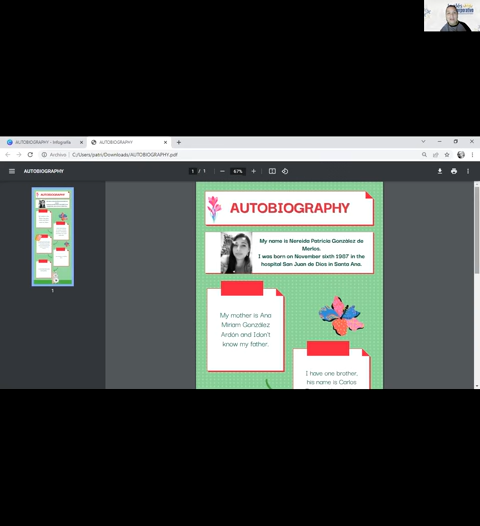 AUTOBIOGRAPHY - Infografía
AUTOBIOGRAPHY
Archivo | C:/Users/patri/Downloads/AUTOBIOGRAPHY.pdf
AUTOBIOGRAPHY
1 / 1
67%
1
AUTOBIOGRAPHY
My name is Nereida Patricia González de
Merlos.
I was born on November sixth 1987 in the
hospital San Juan de Dios in Santa Ana.
My mother is Ana
Miriam González
Ardón and Idon't
know my father.
I have one brother,
his name is Carlos